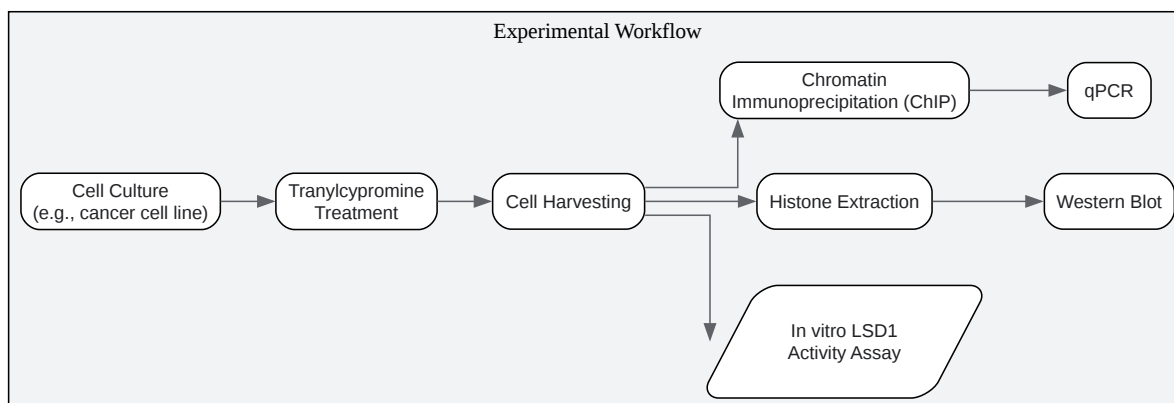 Experimental Workflow
Chromatin
Immunoprecipitation (ChIP)
qPCR
Cell Culture
(e.g., cancer cell line)
Tranylcypromine
Treatment
Cell Harvesting
Histone Extraction
Western Blot
In vitro LSD1
Activity Assay